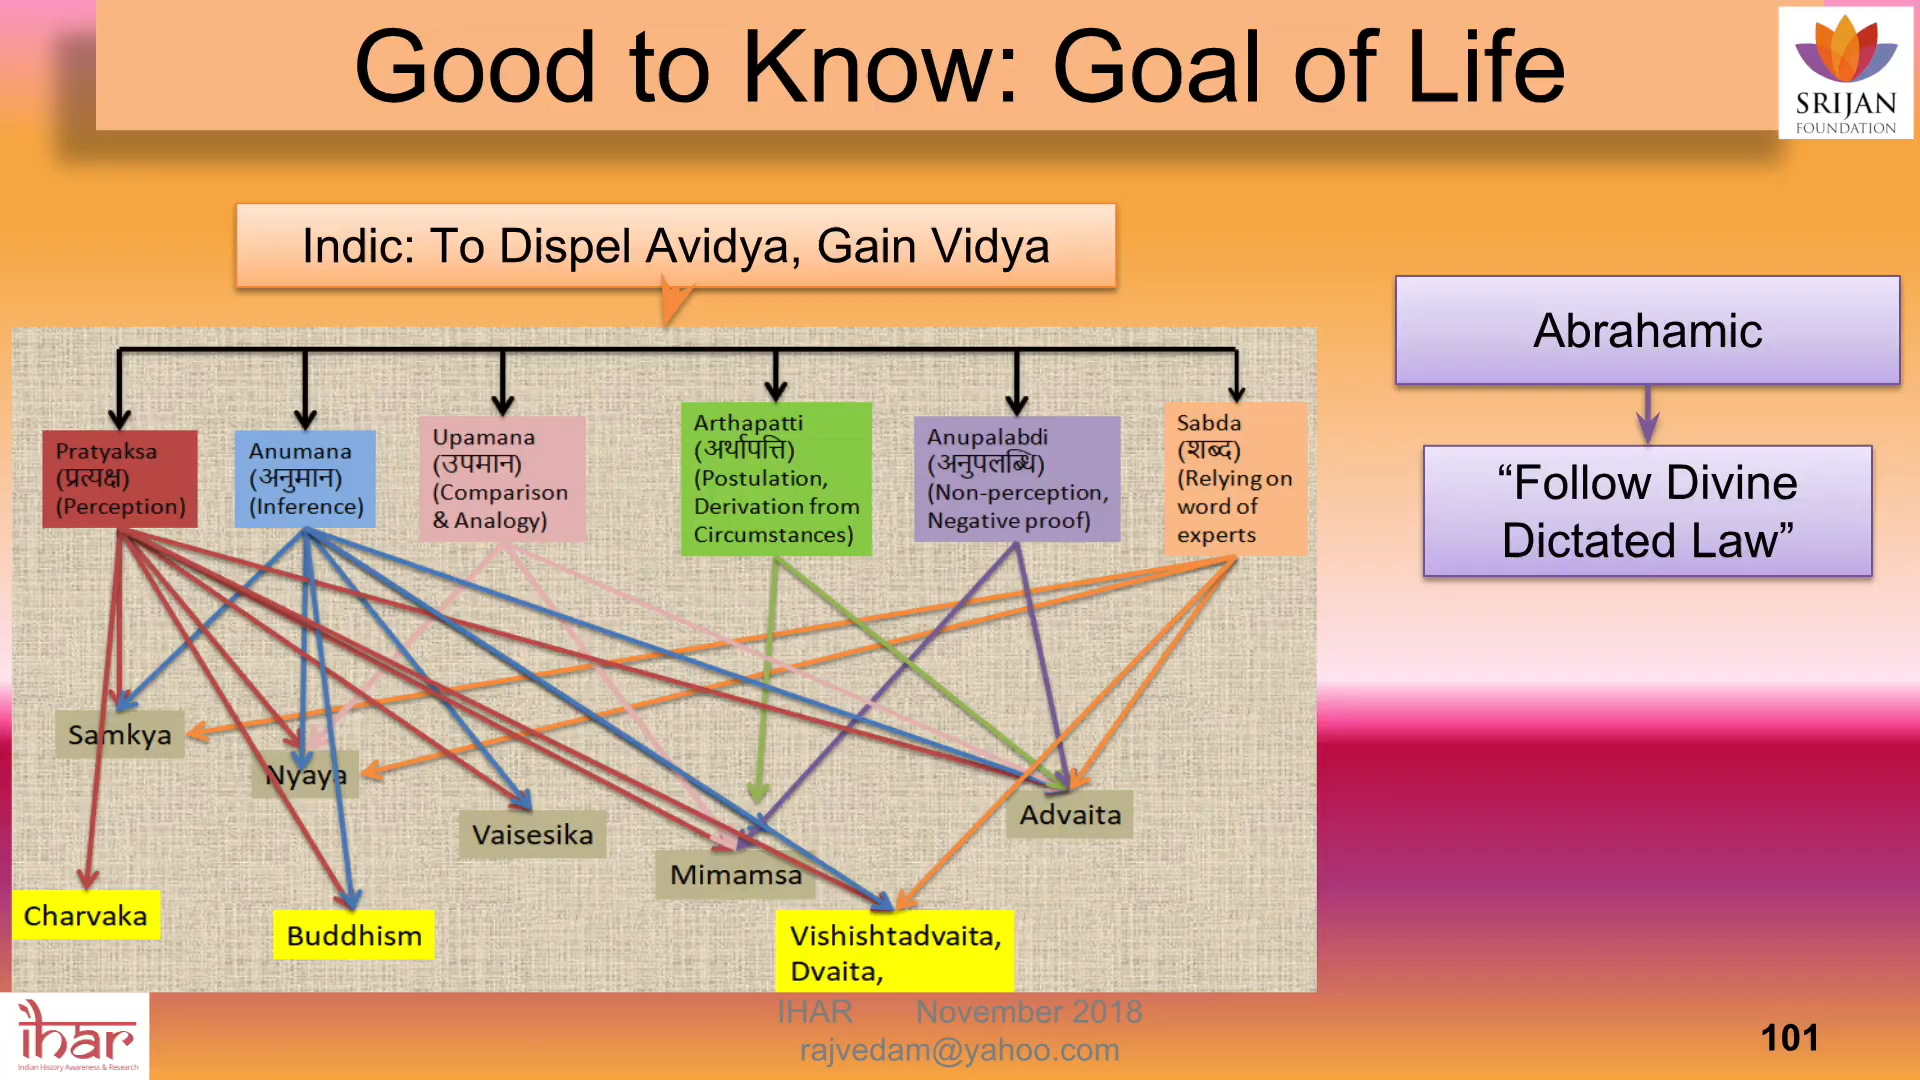 Good to Know: Goal of Life
SRIJAN
FOUNDATION
Indic: To Dispel Avidya, Gain Vidya
Abrahamic
“Follow Divine
Dictated Law”
Pratyaksa
(प्रत्यक्ष)
(Perception)
Anumana
(अनुमान)
(Inference)
Upamana
(उपमान)
(Comparison
& Analogy)
Arthapatti
(अर्थापत्ति)
(Postulation,
Derivation from
Circumstances)
Anupalabdi
(अनुपलब्धि)
(Non-perception,
Negative proof)
Sabda
(शब्द)
(Relying on
word of
experts
Samkya
Nyaya
Vaisesika
Mimamsa
Advaita
Charvaka
Buddhism
Vishishtadvaita,
Dvaita,
ihar
Indian History Awareness & Research
IHAR November 2018
rajvedam@yahoo.com
101